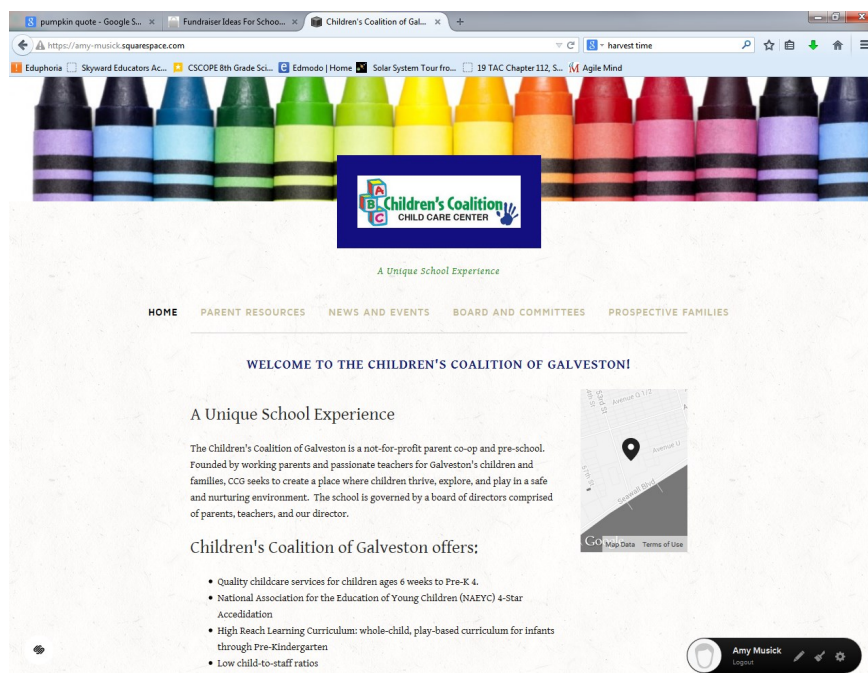 pumpkin quote - Google S...
Fundraiser Ideas For Schoo...
Children's Coalition of Gal...
https://amy-musick.squarespace.com
harvest time
Eduphoria
Skyward Educators Ac...
CSCOPE 8th Grade Sci...
Edmodo | Home
Solar System Tour fro...
19 TAC Chapter 112, S...
Agile Mind
A
B
C
Children's Coalition
CHILD CARE CENTER
A Unique School Experience
HOME
PARENT RESOURCES
NEWS AND EVENTS
BOARD AND COMMITTEES
PROSPECTIVE FAMILIES
WELCOME TO THE CHILDREN'S COALITION OF GALVESTON!
A Unique School Experience
The Children's Coalition of Galveston is a not-for-profit parent co-op and pre-school.
Founded by working parents and passionate teachers for Galveston's children and
families, CCG seeks to create a place where children thrive, explore, and play in a safe
and nurturing environment.  The school is governed by a board of directors comprised
of parents, teachers, and our director.
53rd St
Avenue Q 1/2
Avenue U
57th St
Seawall Blvd
Map Data
Terms of Use
Children's Coalition of Galveston offers:
• Quality childcare services for children ages 6 weeks to Pre-K 4.
• National Association for the Education of Young Children (NAEYC) 4-Star
Accedidation
• High Reach Learning Curriculum: whole-child, play-based curriculum for infants
through Pre-Kindergarten
• Low child-to-staff ratios
Amy Musick
Logout